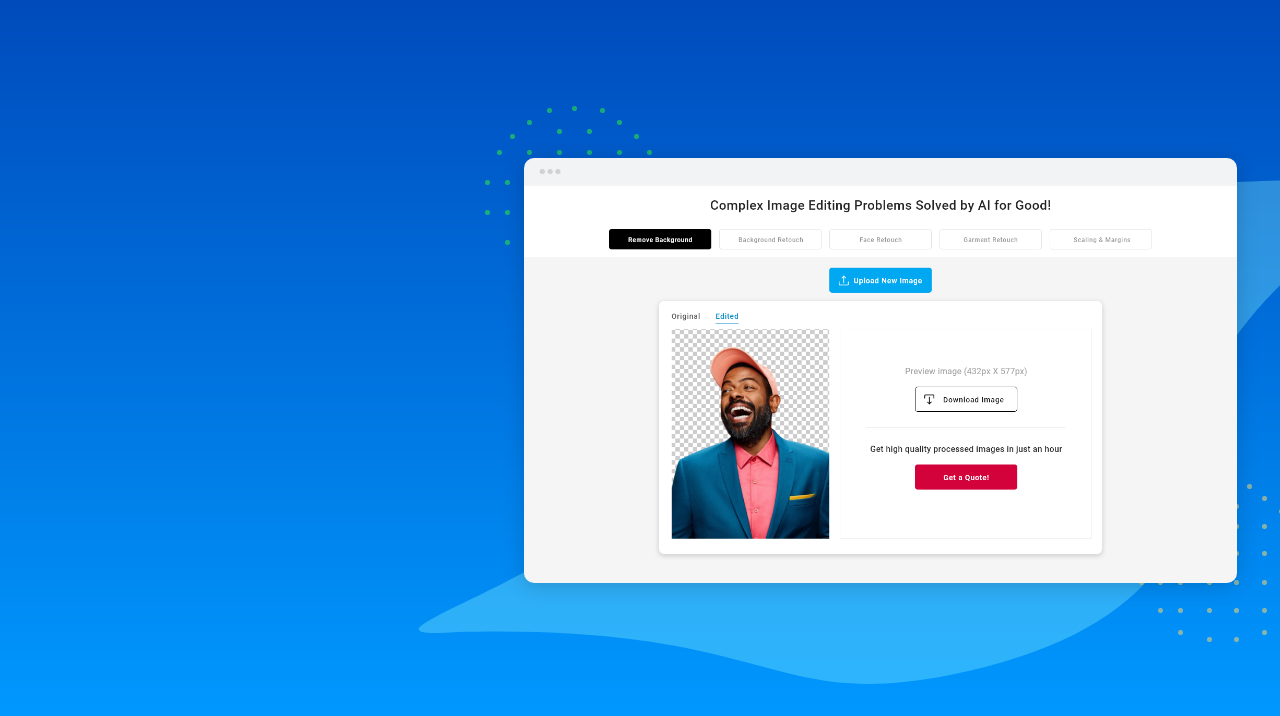 Complex Image Editing Problems Solved by AI for Good!
Remove Background
Background Retouch
Face Retouch
Garment Retouch
Scaling & Margins
Upload New Image
Original
Edited
Preview image (432px X 577px)
Download Image
Get high quality processed images in just an hour
Get a Quote!